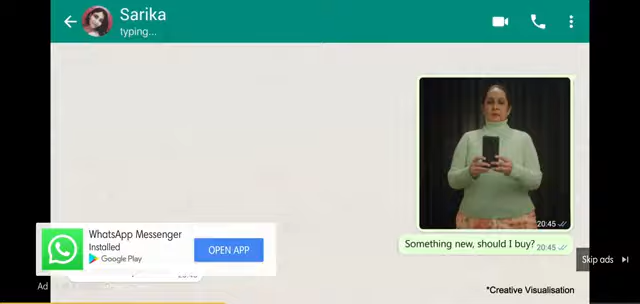 Sarika
typing...
20:45
Something new, should I buy? 20:45
WhatsApp Messenger
Installed
Google Play
OPEN APP
Skip ads
Ad
*Creative Visualisation